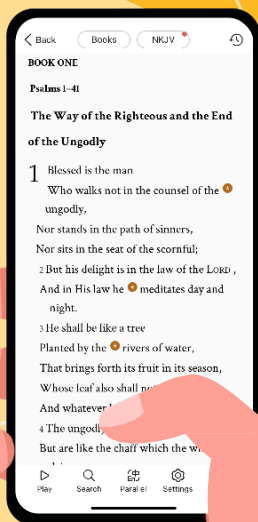 Back
Books
NKJV
BOOK ONE
Psalms 1–41
The Way of the Righteous and the End
of the Ungodly
1 Blessed is the man
Who walks not in the counsel of the
ungodly,
Nor stands in the path of sinners,
Nor sits in the seat of the scornful;
2 But his delight is in the law of the LORD ,
And in His law he meditates day and
night.
3 He shall be like a tree
Planted by the rivers of water,
That brings forth its fruit in its season,
Whose leaf also shall
And whatever
4 The
But are like the chaff which the
Play
Search
Parallel
Settings